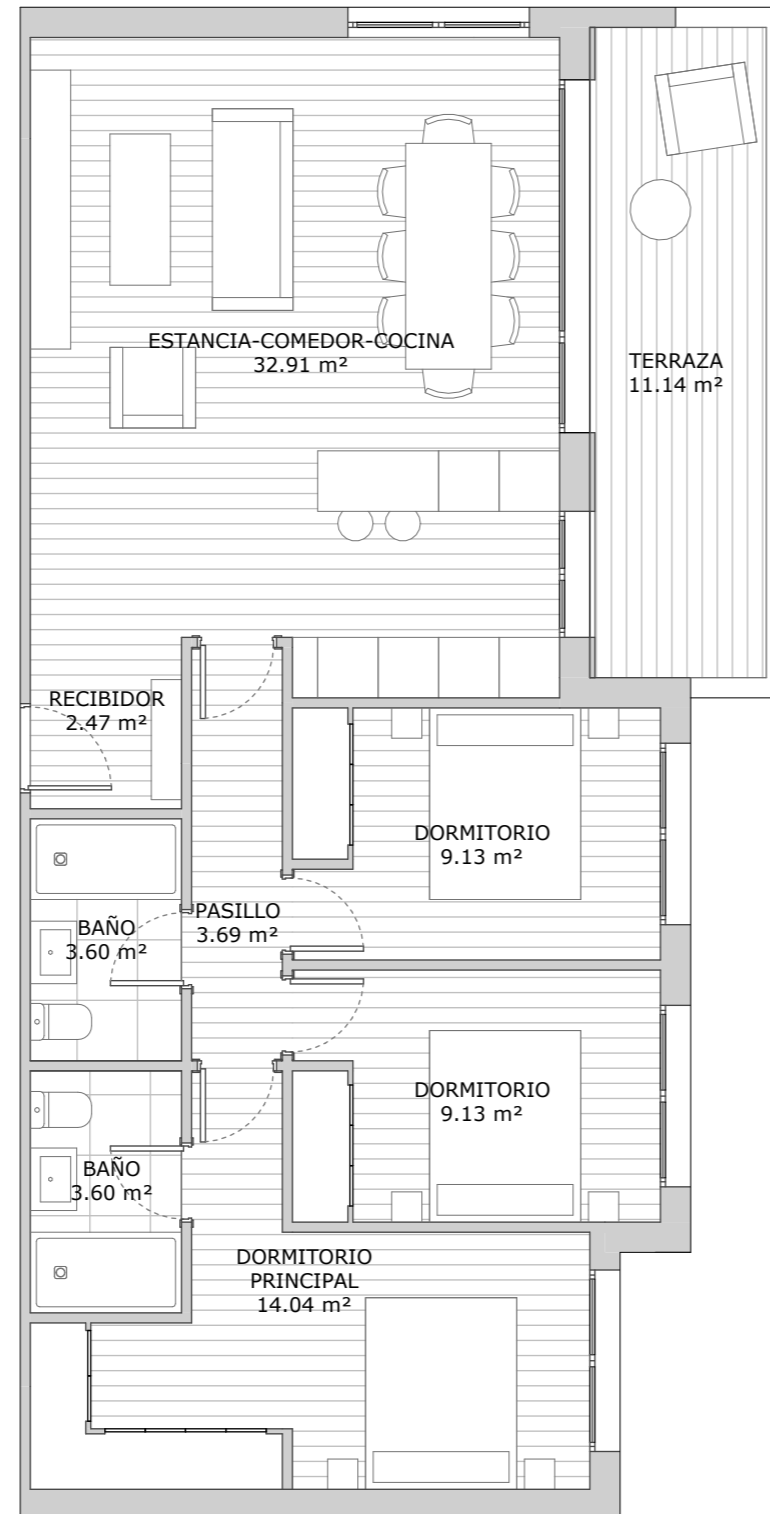 ESTANCIA-COMEDOR-COCINA
32.91 m²
TERRAZA
11.14 m²
RECIBIDOR
2.47 m²
DORMITORIO
9.13 m²
PASILLO
3.69 m²
BAÑO
3.60 m²
DORMITORIO
9.13 m²
BAÑO
3.60 m²
DORMITORIO
PRINCIPAL
14.04 m²